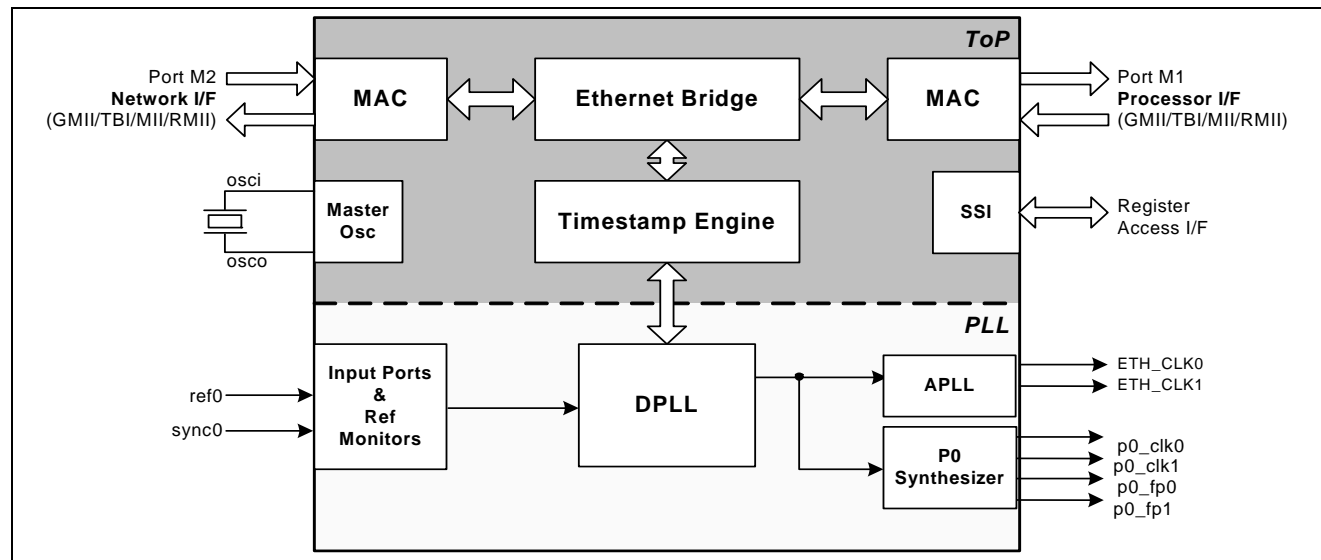 ToP
Port M2
Network I/F
(GMII/TBI/MII/RMII)
MAC
Ethernet Bridge
MAC
Port M1
Processor I/F
(GMII/TBI/MII/RMII)
osci
osco
Master
Osc
Timestamp Engine
SSI
Register
Access I/F
PLL
ref0
sync0
Input Ports
&
Ref
Monitors
DPLL
APLL
ETH_CLK0
ETH_CLK1
P0
Synthesizer
p0_clk0
p0_clk1
p0_fp0
p0_fp1